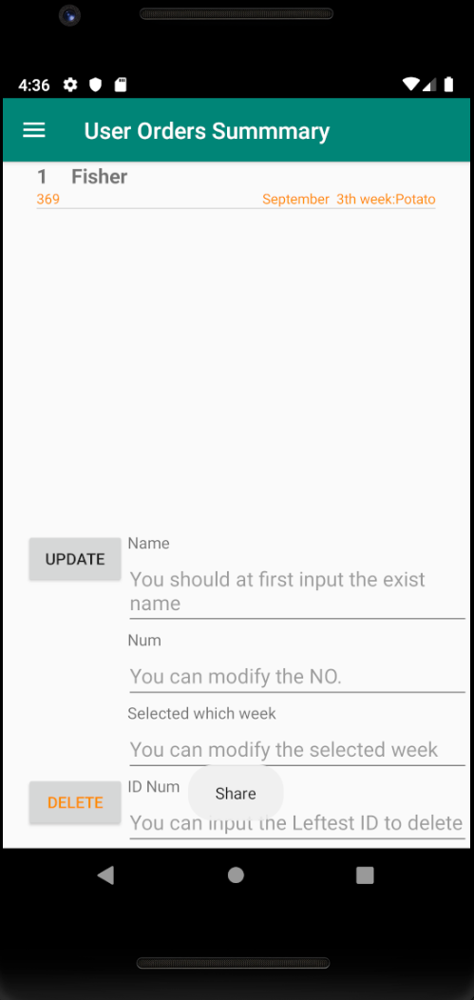 4:36
User Orders Summmary
1 Fisher
369 September 3th week:Potato
Name
UPDATE
You should at first input the exist
name
Num
You can modify the NO.
Selected which week
You can modify the selected week
ID Num
Share
DELETE
You can input the Leftest ID to delete